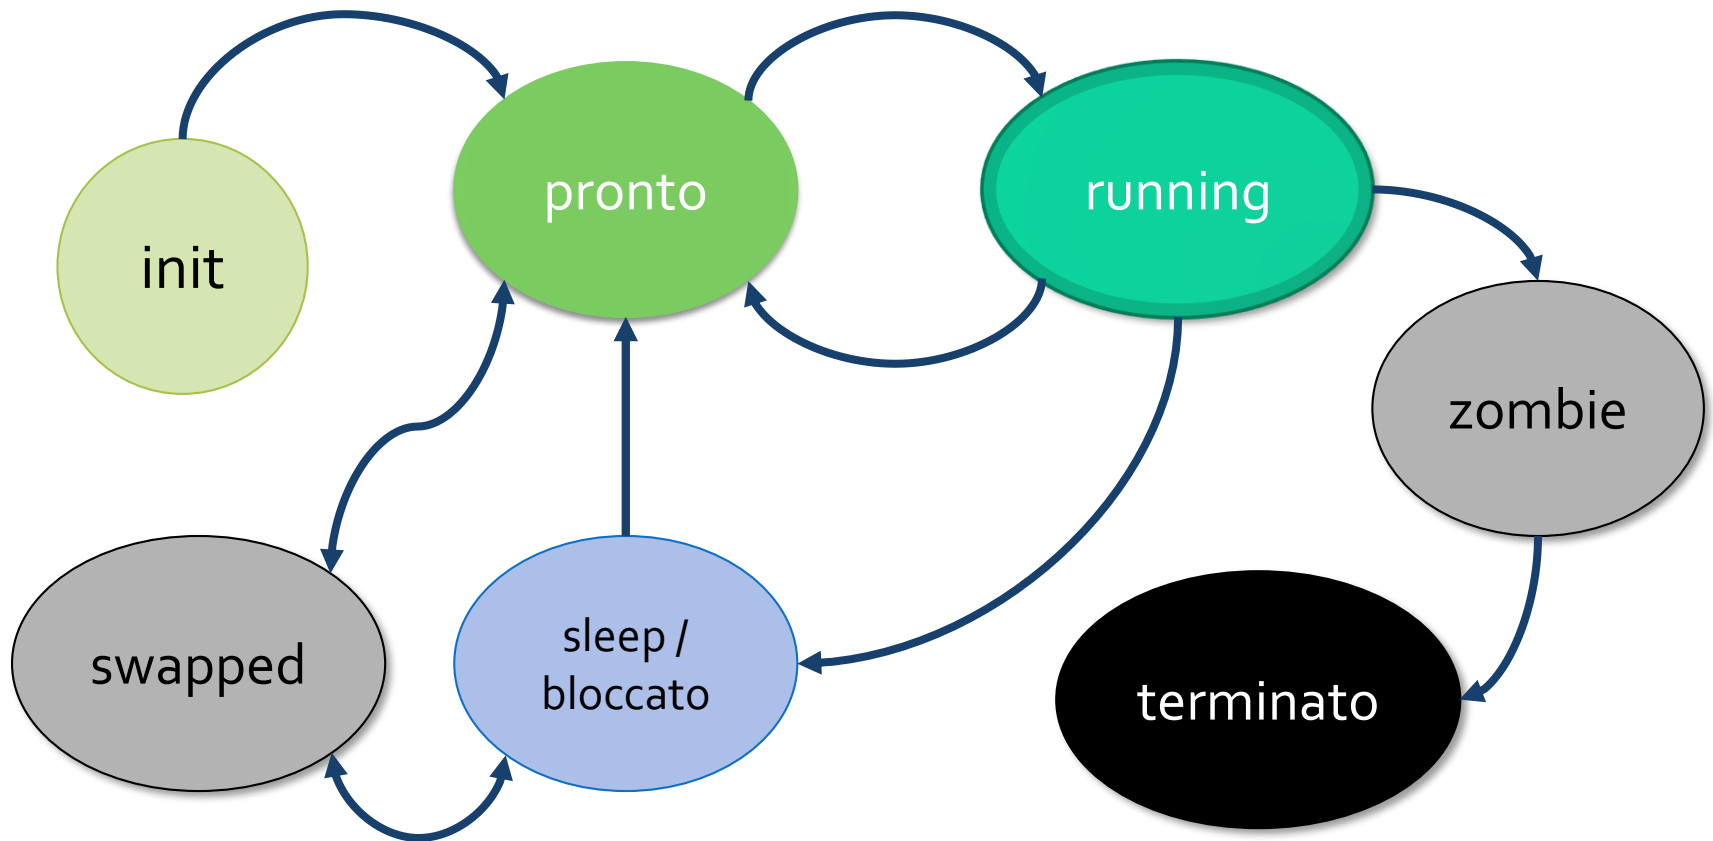 init
pronto
running
zombie
swapped
sleep /
bloccato
terminato